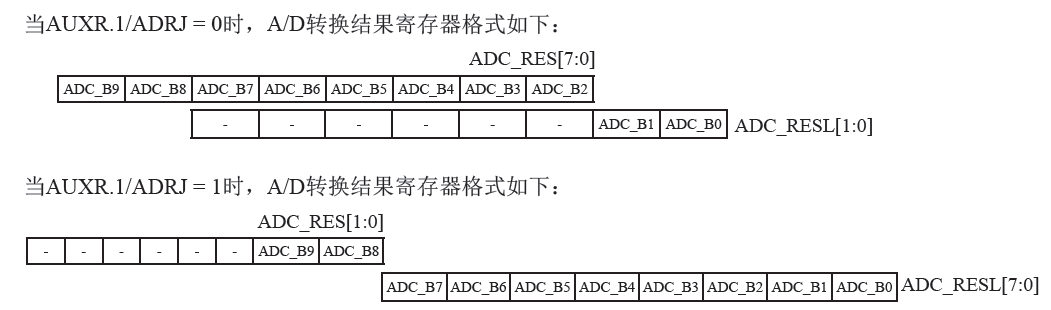 当AUXR.1/ADRJ = 0时，A/D转换结果寄存器格式如下：
ADC_RES[7:0]
ADC_B9 ADC_B8 ADC_B7 ADC_B6 ADC_B5 ADC_B4 ADC_B3 ADC_B2
- - - - - - ADC_B1 ADC_B0 ADC_RESL[1:0]
当AUXR.1/ADRJ = 1时，A/D转换结果寄存器格式如下：
ADC_RES[1:0]
- - - - - - ADC_B9 ADC_B8
ADC_B7 ADC_B6 ADC_B5 ADC_B4 ADC_B3 ADC_B2 ADC_B1 ADC_B0 ADC_RESL[7:0]